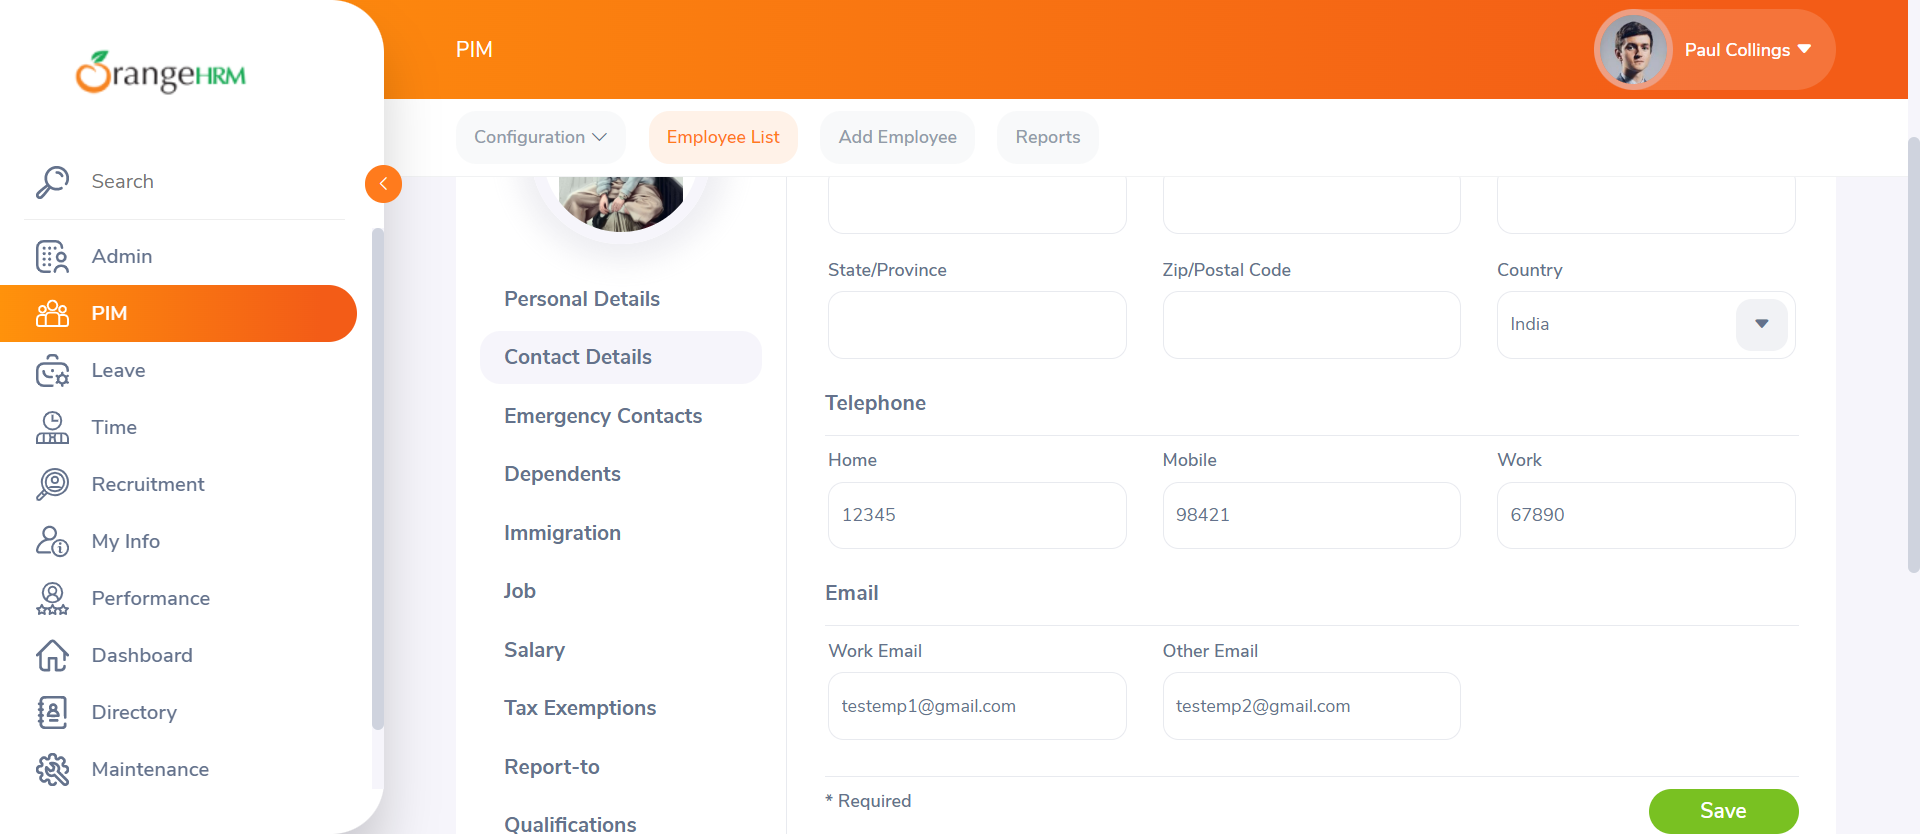 OrangeHRM
PIM
Paul Collings
Configuration
Employee List
Add Employee
Reports
Search
Admin
PIM
Leave
Time
Recruitment
My Info
Performance
Dashboard
Directory
Maintenance
Personal Details
Contact Details
Emergency Contacts
Dependents
Immigration
Job
Salary
Tax Exemptions
Report-to
Qualifications
State/Province
Zip/Postal Code
Country
India
Telephone
Home
Mobile
Work
12345
98421
67890
Email
Work Email
Other Email
testemp1@gmail.com
testemp2@gmail.com
* Required
Save